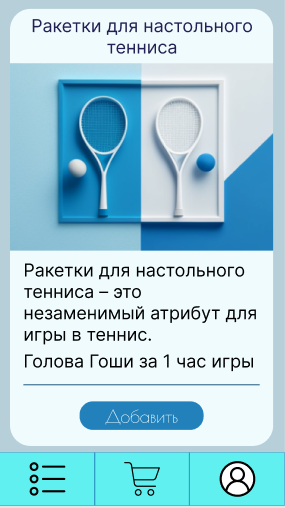 Ракетки для настольного
тенниса
Ракетки для настольного
тенниса – это
незаменимый атрибут для
игры в теннис.
Голова Гоши за 1 час игры
Добавить